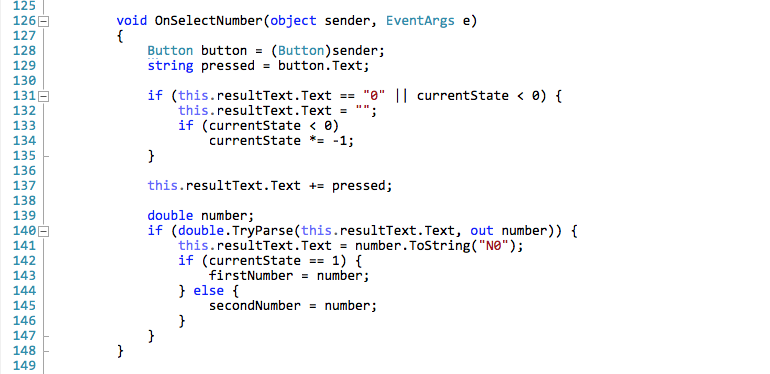 125
126 void OnSelectNumber(object sender, EventArgs e)
127 {
128 Button button = (Button)sender;
129 string pressed = button.Text;
130
131 if (this.resultText.Text == "0" || currentState < 0) {
132 this.resultText.Text = "";
133 if (currentState < 0)
134 currentState *= -1;
135 }
136
137 this.resultText.Text += pressed;
138
139 double number;
140 if (double.TryParse(this.resultText.Text, out number)) {
141 this.resultText.Text = number.ToString("N0");
142 if (currentState == 1) {
143 firstNumber = number;
144 } else {
145 secondNumber = number;
146 }
147 }
148 }
149